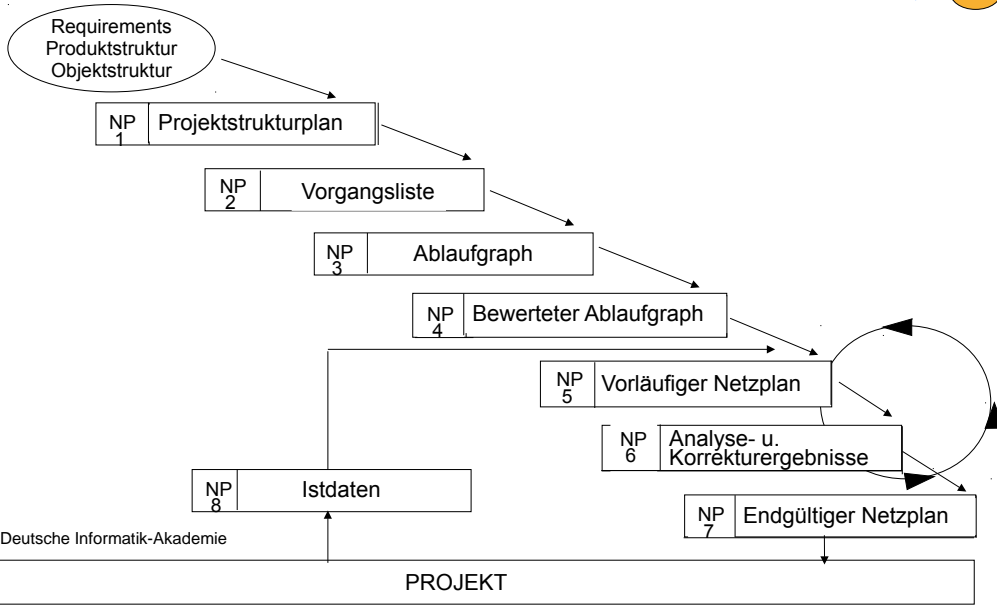 Requirements
Produktstruktur
Objektstruktur
NP
1
Projektstrukturplan
NP
2
Vorgangsliste
NP
3
Ablaufgraph
NP
4
Bewerteter Ablaufgraph
NP
5
Vorläufiger Netzplan
NP
6
Analyse- u.
Korrekturergebnisse
NP
8
Istdaten
NP
7
Endgültiger Netzplan
Deutsche Informatik-Akademie
PROJEKT